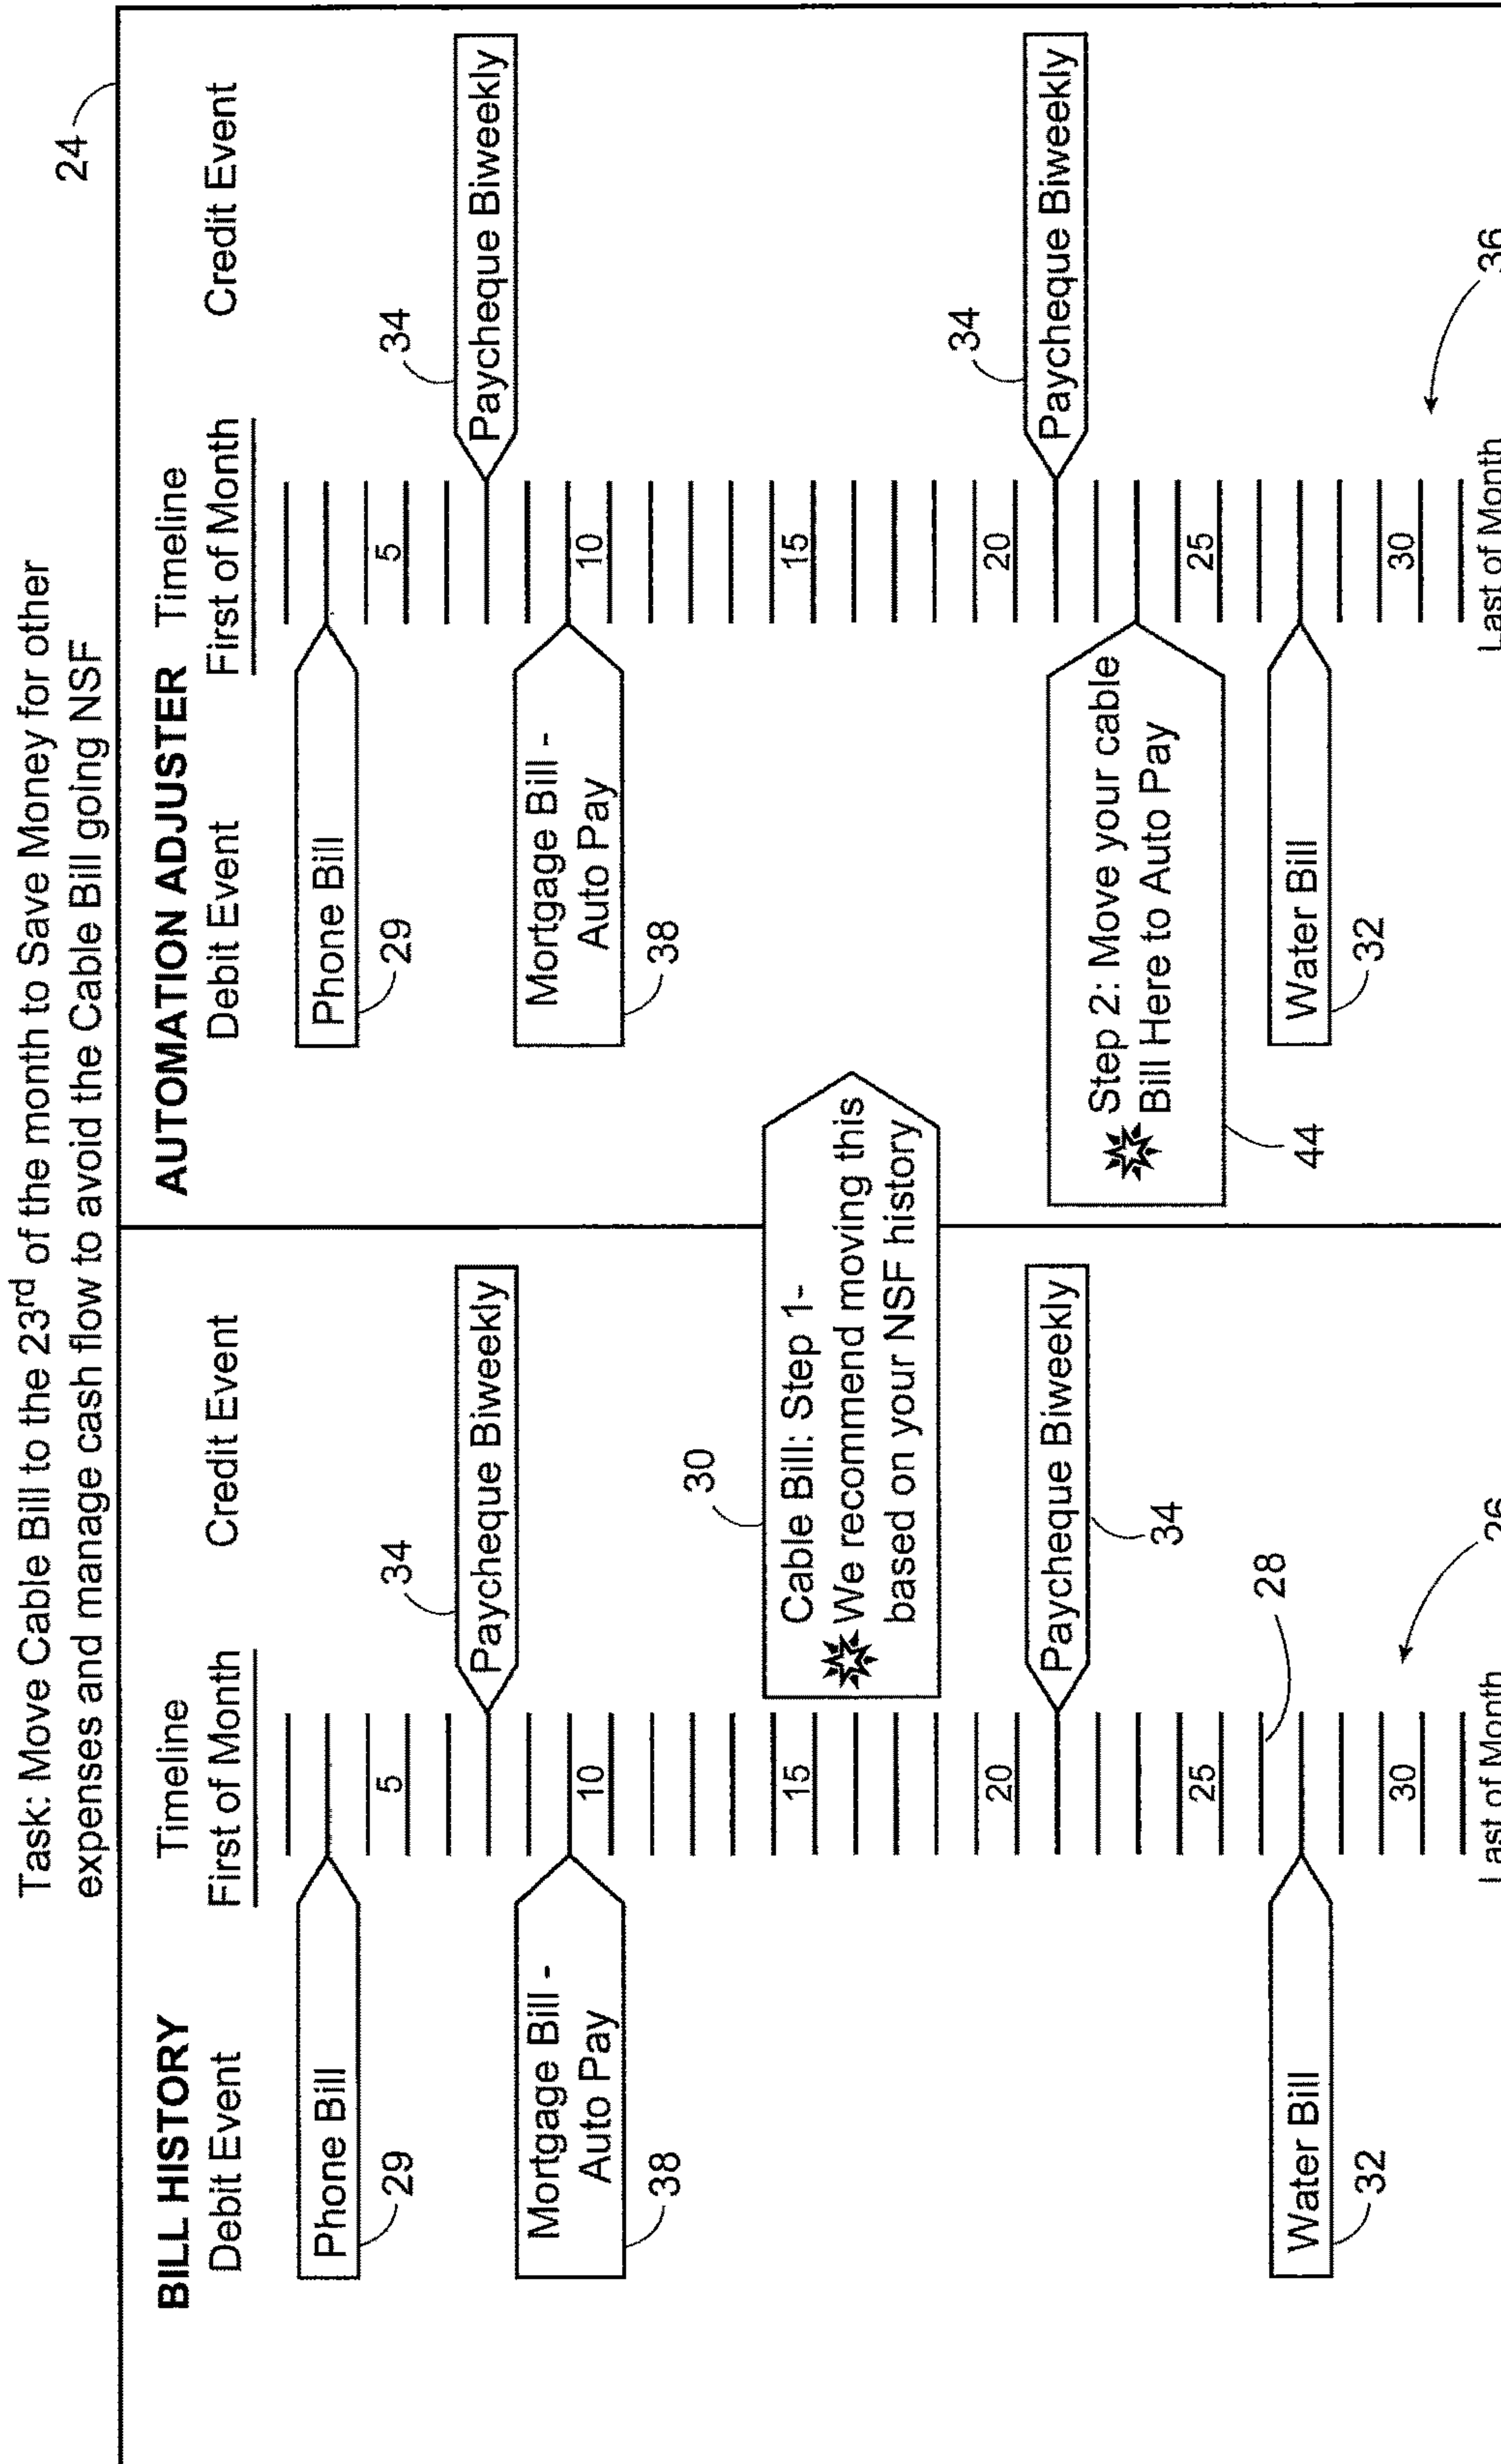 Task: Move Cable Bill to the 23rd of the month to Save Money for other
expenses and manage cash flow to avoid the Cable Bill going NSF
24
BILL HISTORY
Debit Event
Timeline
First of Month
Credit Event
Phone Bill
29
5
34
Paycheque Biweekly
Mortgage Bill -
Auto Pay
38
10
30
Cable Bill: Step 1-
We recommend moving this
based on your NSF history
15
20
Paycheque Biweekly
34
25
28
Water Bill
32
30
26
Last of Month
AUTOMATION ADJUSTER
Debit Event
Timeline
First of Month
Credit Event
Phone Bill
29
5
34
Paycheque Biweekly
Mortgage Bill -
Auto Pay
38
10
15
20
34
Paycheque Biweekly
Step 2: Move your cable
Bill Here to Auto Pay
44
25
Water Bill
32
30
36
Last of Month